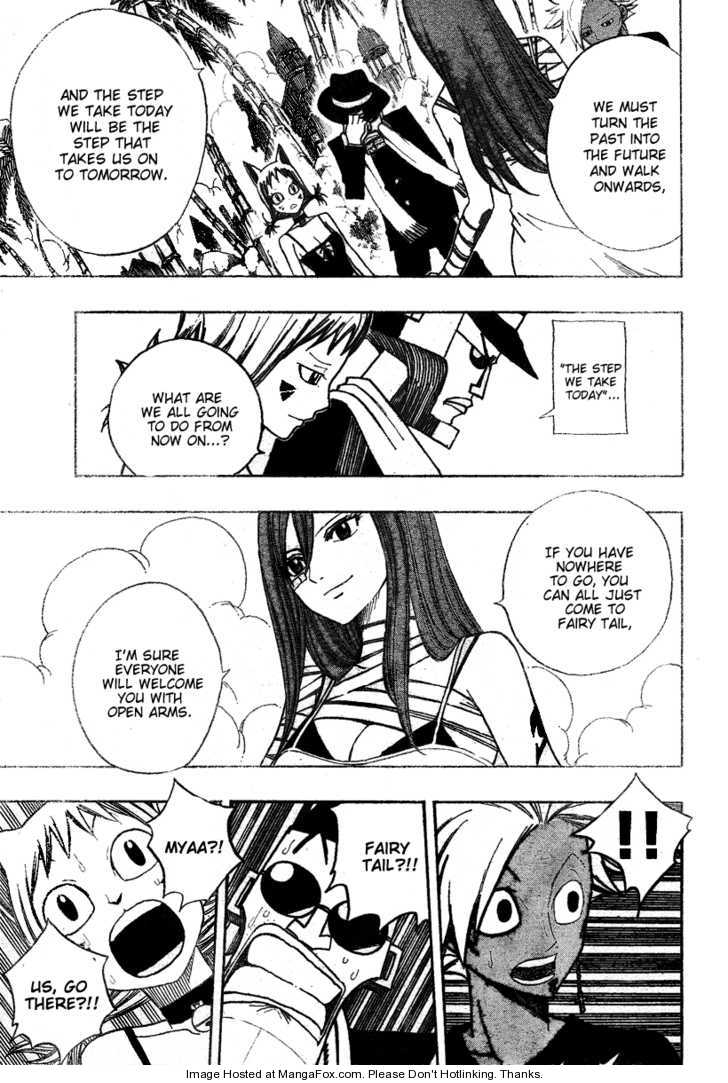 WE MUST
TURN THE
PAST INTO
THE FUTURE
AND WALK
ONWARDS,
AND THE STEP
WE TAKE TODAY
WILL BE THE
STEP THAT
TAKES US ON
TO TOMORROW.
"THE STEP
WE TAKE
TODAY"...
WHAT ARE
WE ALL GOING
TO DO FROM
NOW ON...?
IF YOU HAVE
NOWHERE
TO GO, YOU
CAN ALL JUST
COME TO
FAIRY TAIL,
I'M SURE
EVERYONE
WILL WELCOME
YOU WITH
OPEN ARMS.
!!
FAIRY
TAIL?!!
MYAA?!
US, GO
THERE?!!
Image Hosted at MangaFox.com. Please Don't Hotlinking. Thanks.